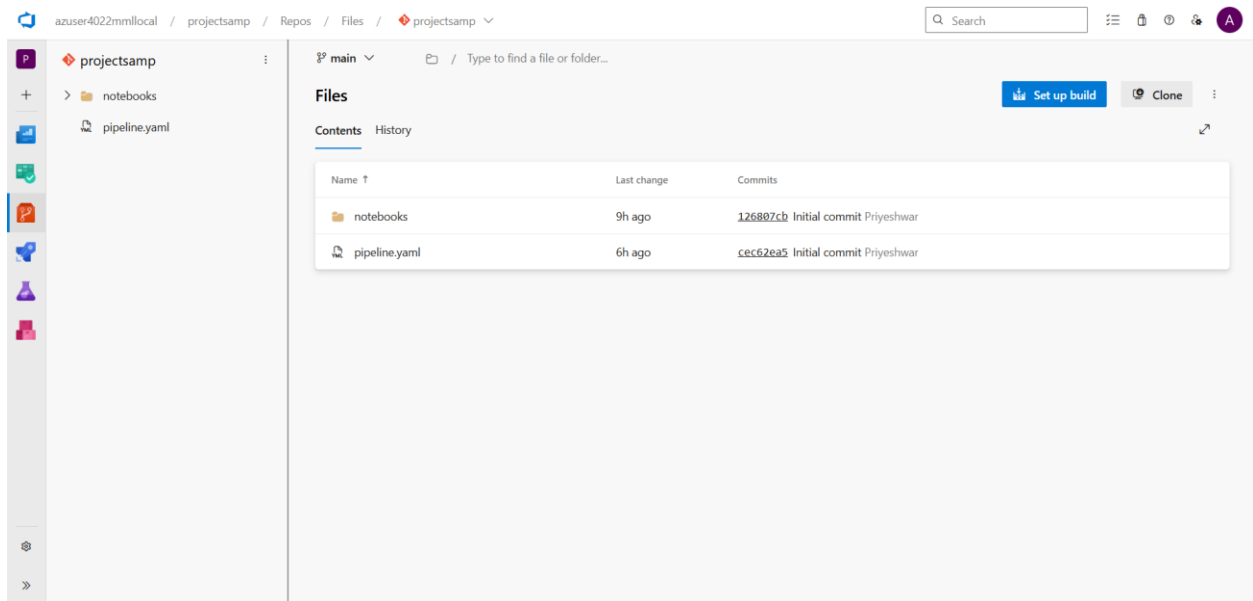 azuser4022mmllocal / projectsamp / Repos / Files / projectsamp
Search
A
P
projectsamp
notebooks
pipeline.yaml
main
/ Type to find a file or folder...
Files
Set up build
Clone
Contents History
Name ↑ Last change Commits
notebooks 9h ago 126807cb Initial commit Priyeshwar
pipeline.yaml 6h ago cec62ea5 Initial commit Priyeshwar